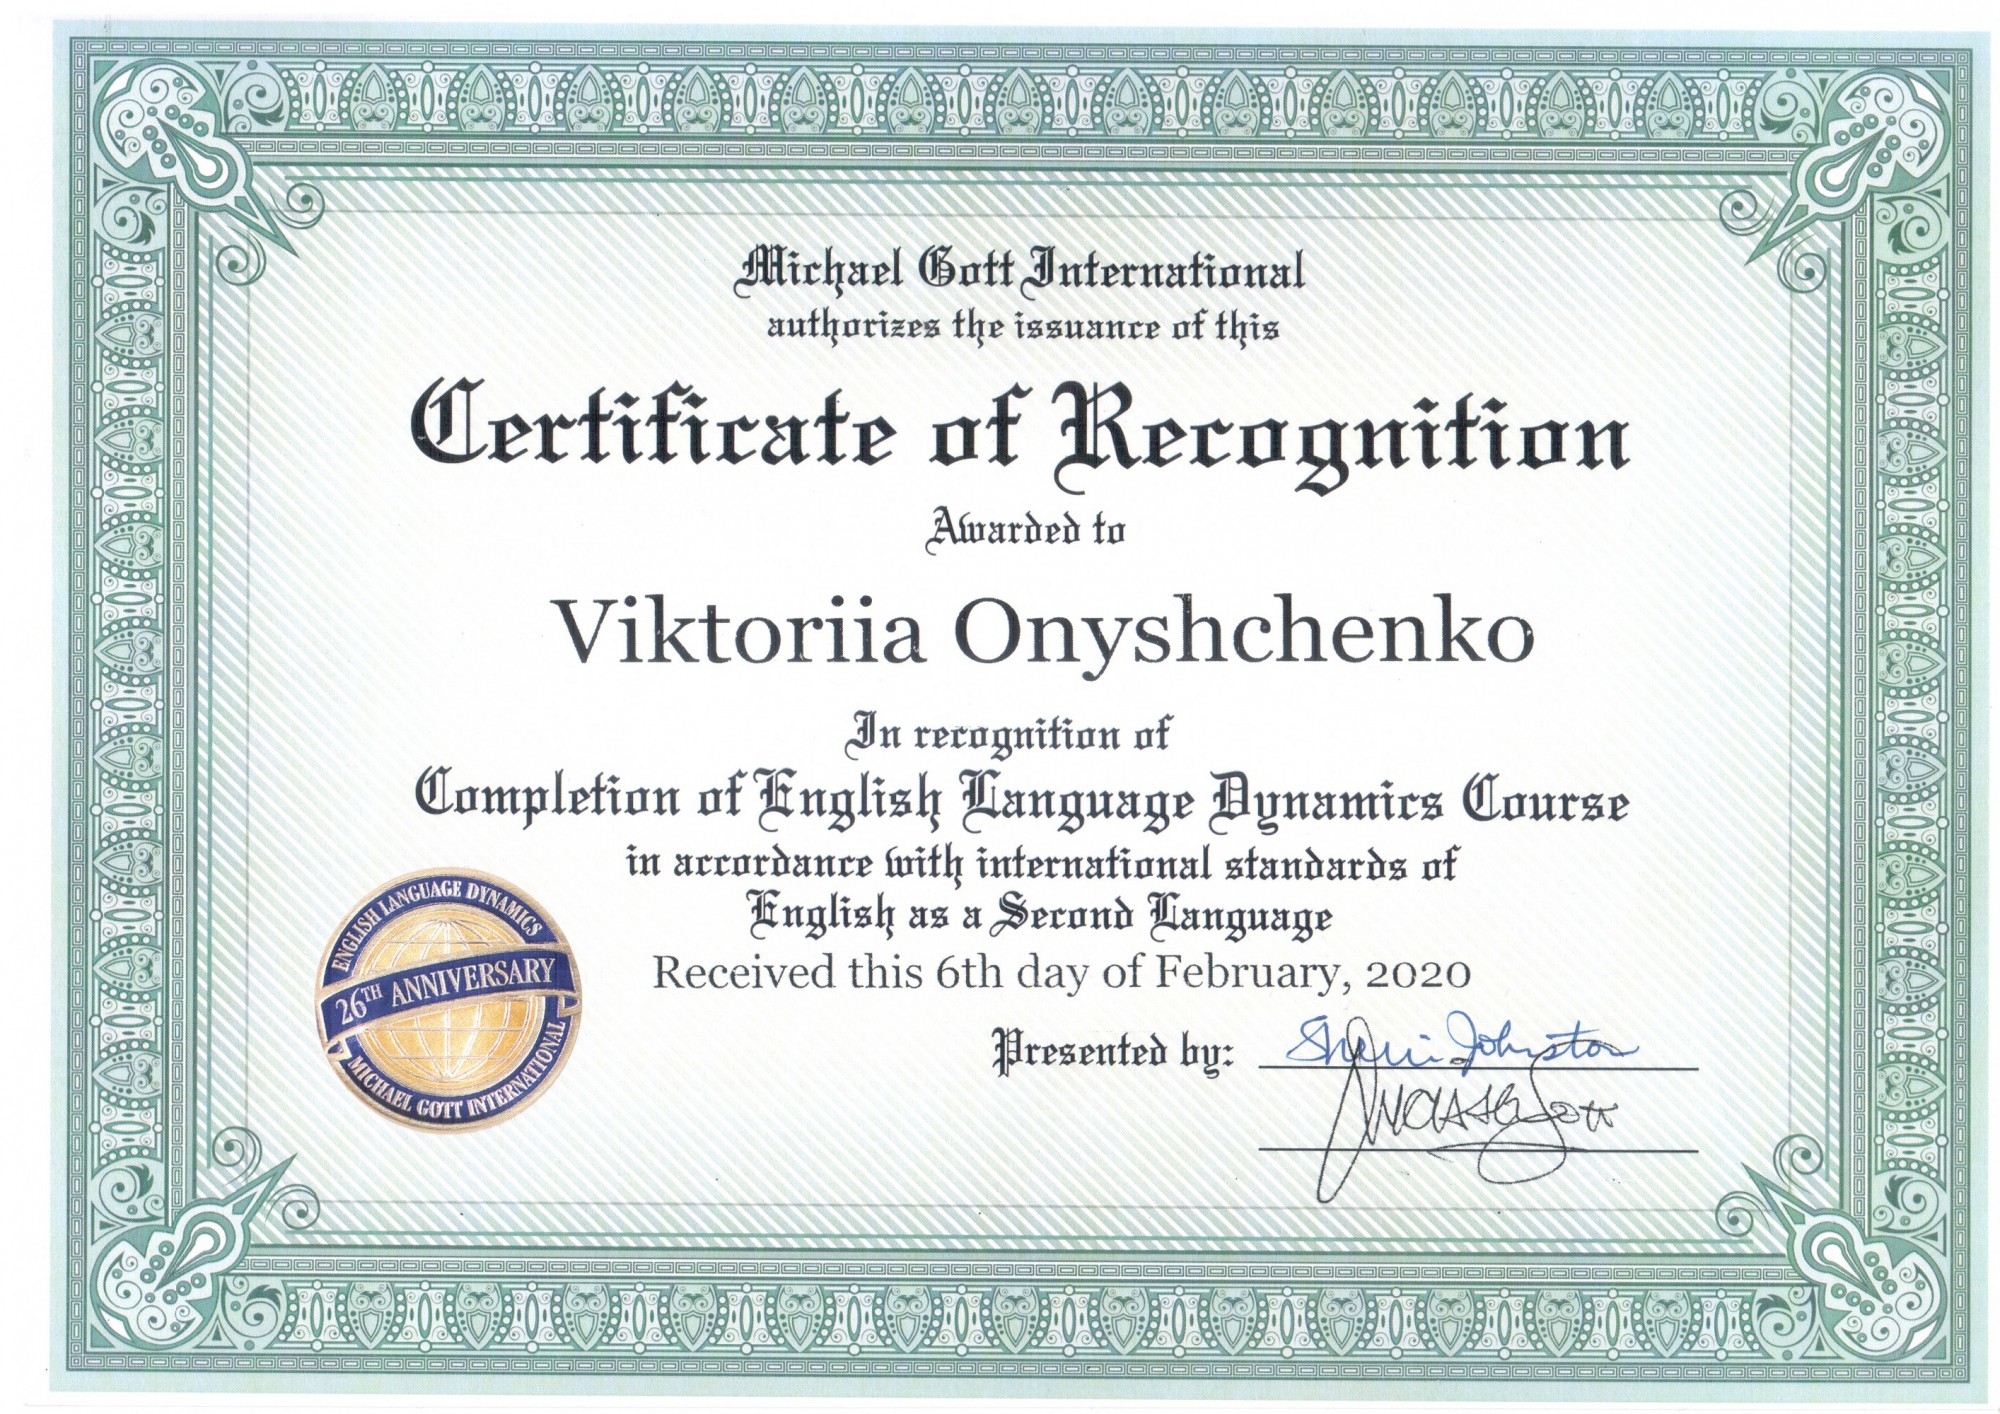 Michael Gott International
authorizes the issuance of this
Certificate of Recognition
Awarded to
Viktoriia Onyshchenko
In recognition of
Completion of English Language Dynamics Course
in accordance with international standards of
English as a Second Language
Received this 6th day of February, 2020
ENGLISH LANGUAGE DYNAMICS
26TH ANNIVERSARY
MICHAEL GOTT INTERNATIONAL
Presented by:
Sherri Johnston